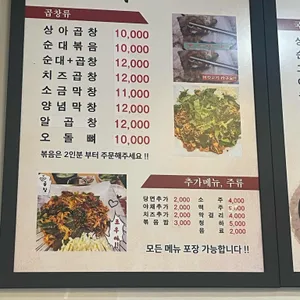 곱창류
상아곱창 10,000
순대볶음 10,000
순대+곱창 12,000
치즈곱창 12,000
소금막창 11,000
양념막창 12,000
알곱창 12,000
오돌뼈 10,000
볶음은 2인분 부터 주문해주세요 !!
추가메뉴, 주류
당면추가 2,000 소주 4,000
야채추가 2,000 맥주
치즈추가 2,000 막걸리 4,000
볶음밥 3,000 청하 5,000
음료 2,000
모든 메뉴 포장 가능합니다 !!